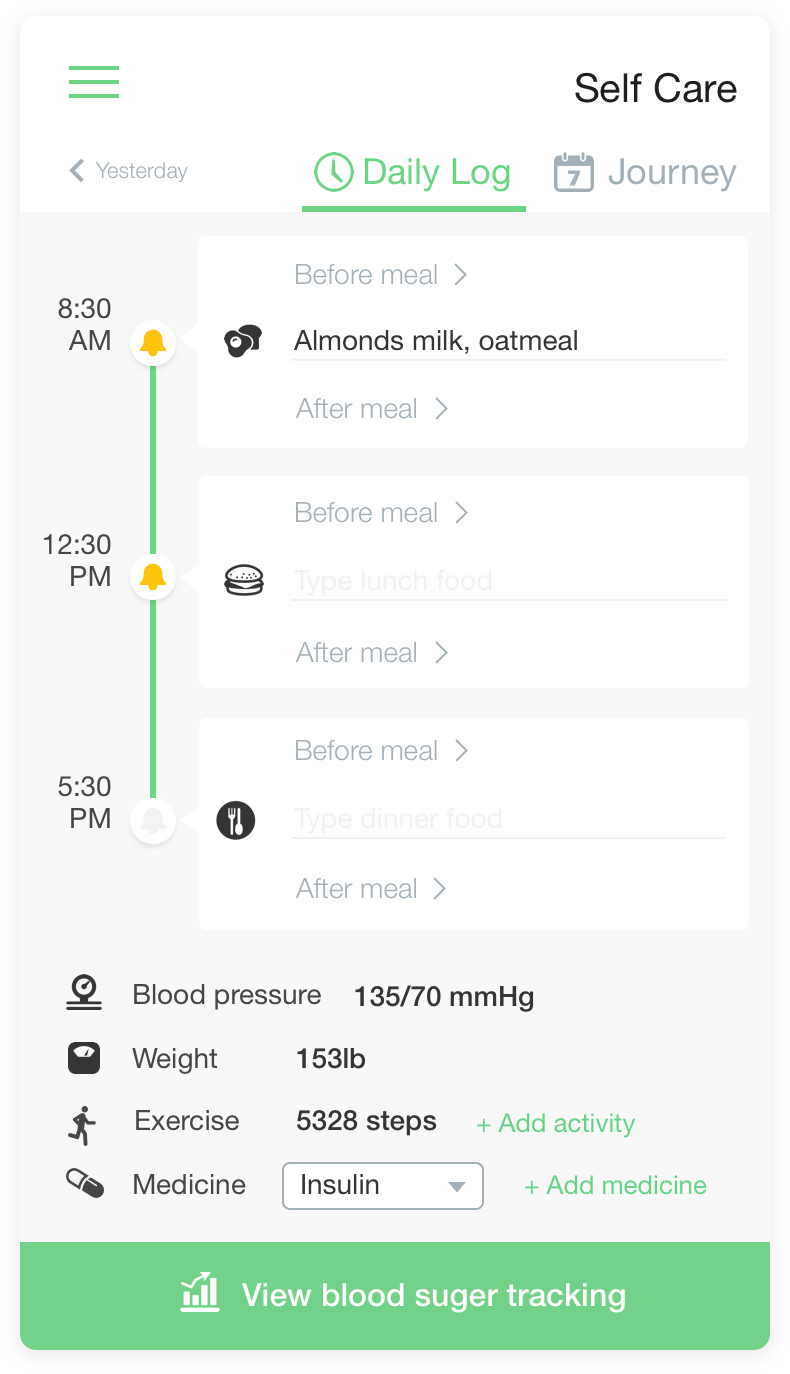 Self Care
Yesterday
Daily Log
7
Journey
8:30
AM
Before meal
Almonds milk, oatmeal
After meal
12:30
PM
Before meal
Type lunch food
After meal
5:30
PM
Before meal
Type dinner food
After meal
Blood pressure 135/70 mmHg
Weight 153lb
Exercise 5328 steps + Add activity
Medicine Insulin + Add medicine
View blood suger tracking